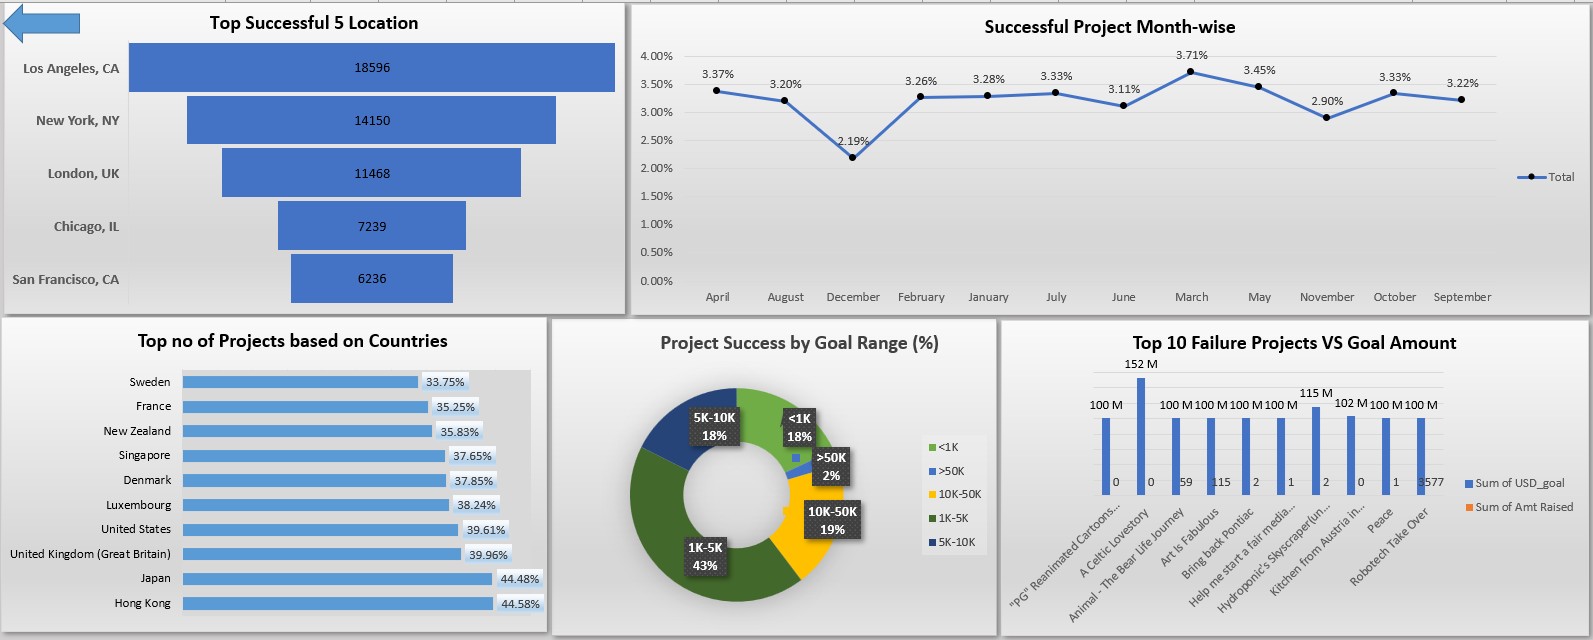 Top Successful 5 Location
Los Angeles, CA
18596
New York, NY
14150
London, UK
11468
Chicago, IL
7239
San Francisco, CA
6236
Successful Project Month-wise
4.00%
3.50%
3.00%
2.50%
2.00%
1.50%
1.00%
0.50%
0.00%
3.37%
3.20%
2.19%
3.26%
3.28%
3.33%
3.11%
3.71%
3.45%
2.90%
3.33%
3.22%
April
August
December
February
January
July
June
March
May
November
October
September
Total
Top no of Projects based on Countries
Sweden
33.75%
France
35.25%
New Zealand
35.83%
Singapore
37.65%
Denmark
37.85%
Luxembourg
38.24%
United States
39.61%
United Kingdom (Great Britain)
39.96%
Japan
44.48%
Hong Kong
44.58%
Project Success by Goal Range (%)
5K-10K
18%
<1K
18%
>50K
2%
10K-50K
19%
1K-5K
43%
<1K
>50K
10K-50K
1K-5K
5K-10K
Top 10 Failure Projects VS Goal Amount
100 M
152 M
100 M
100 M
100 M
100 M
115 M
102 M
100 M
100 M
0
0
59
115
2
1
2
0
1
3577
"PG" Reanimated Cartoons...
A Celtic Lovestory
Animal - The Bear Life Journey
Art Is Fabulous
Bring back Pontiac
Help me start a fair media...
Hydroponic's Skyscraperfun...
Kitchen from Austria in...
Peace
Robotech Take Over
Sum of USD_goal
Sum of Amt Raised